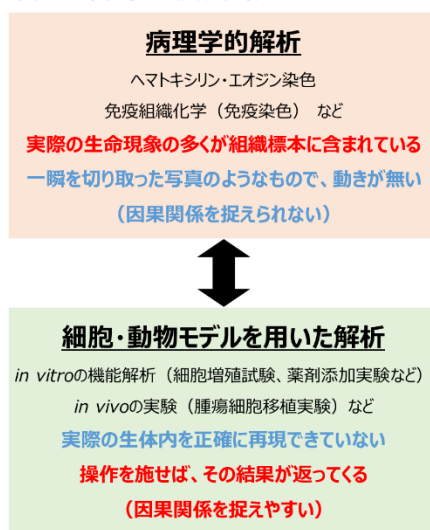 病理学的解析
ヘマトキシリン・エオジン染色
免疫組織化学（免疫染色） など
実際の生命現象の多くが組織標本に含まれている
一瞬を切り取った写真のようなもので、動きが無い
（因果関係を捉えられない）
細胞・動物モデルを用いた解析
in vitroの機能解析（細胞増殖試験、薬剤添加実験など）
in vivoの実験（腫瘍細胞移植実験）など
実際の生体内を正確に再現できていない
操作を施せば、その結果が返ってくる
（因果関係を捉えやすい）